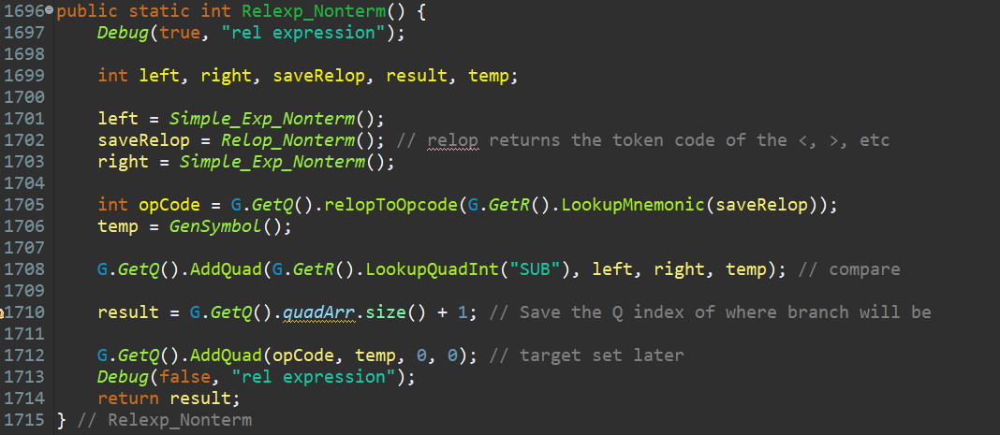 1696 public static int Relexp_Nonterm() {
1697     Debug(true, "rel expression");
1698
1699     int left, right, saveRelop, result, temp;
1700
1701     left = Simple_Exp_Nonterm();
1702     saveRelop = Relop_Nonterm(); // relop returns the token code of the <, >, etc
1703     right = Simple_Exp_Nonterm();
1704
1705     int opCode = G.GetQ().relopToOpcode(G.GetR().LookupMnemonic(saveRelop));
1706     temp = GenSymbol();
1707
1708     G.GetQ().AddQuad(G.GetR().LookupQuadInt("SUB"), left, right, temp); // compare
1709
1710     result = G.GetQ().quadArr.size() + 1; // Save the Q index of where branch will be
1711
1712     G.GetQ().AddQuad(opCode, temp, 0, 0); // target set later
1713     Debug(false, "rel expression");
1714     return result;
1715 } // Relexp_Nonterm